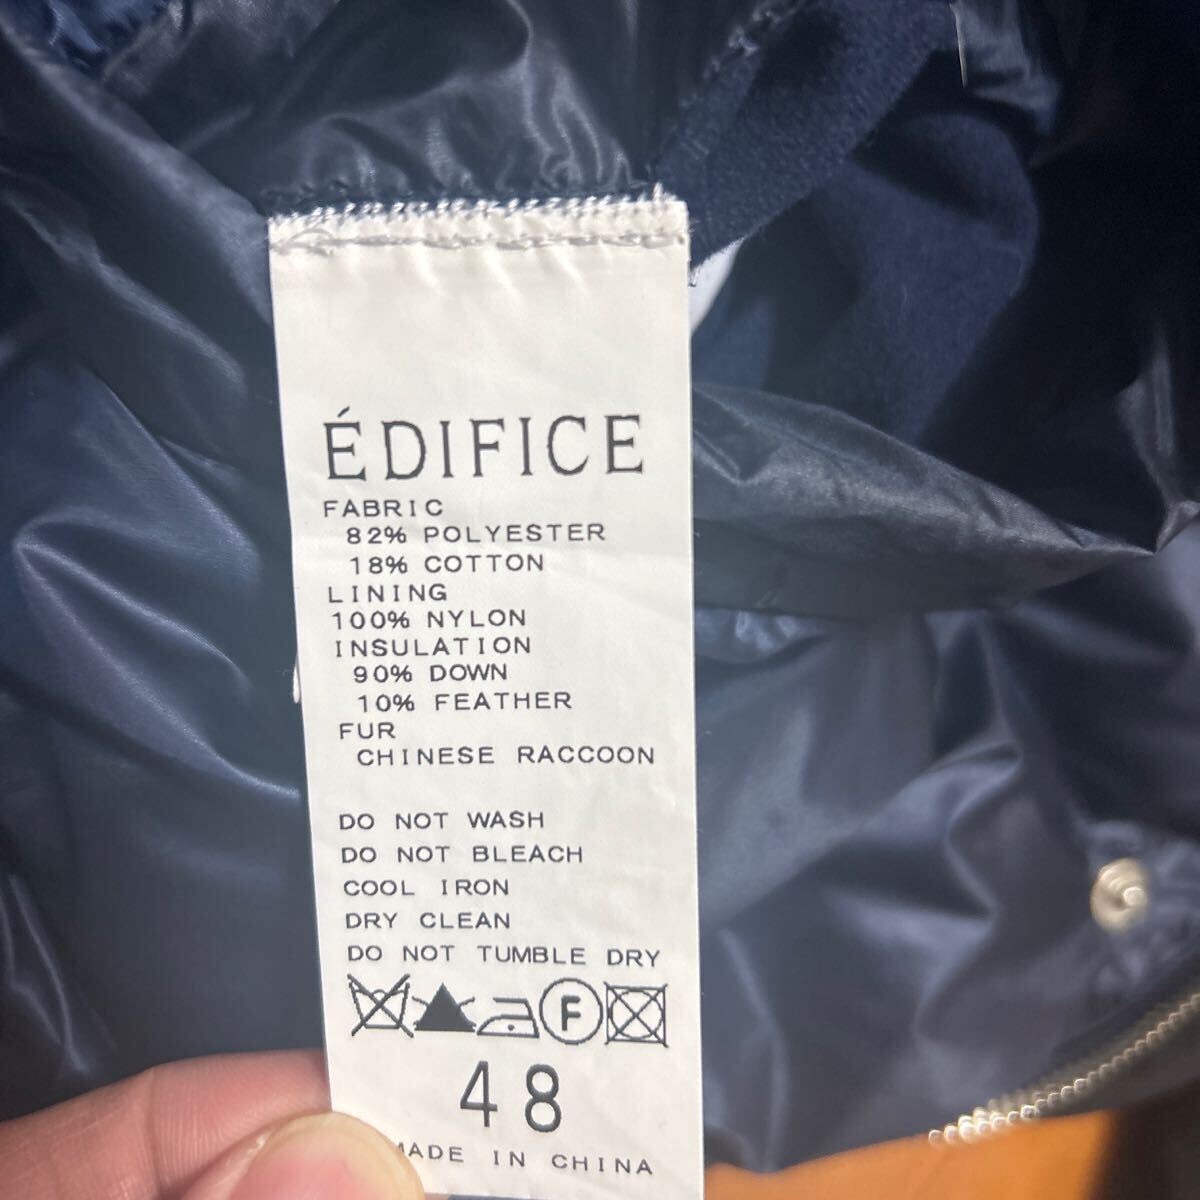 ÉDIFICE
FABRIC
82% POLYESTER
18% COTTON
LINING
100% NYLON
INSULATION
90% DOWN
10% FEATHER
FUR
CHINESE RACCOON
DO NOT WASH
DO NOT BLEACH
COOL IRON
DRY CLEAN
DO NOT TUMBLE DRY
F
48
MADE IN CHINA